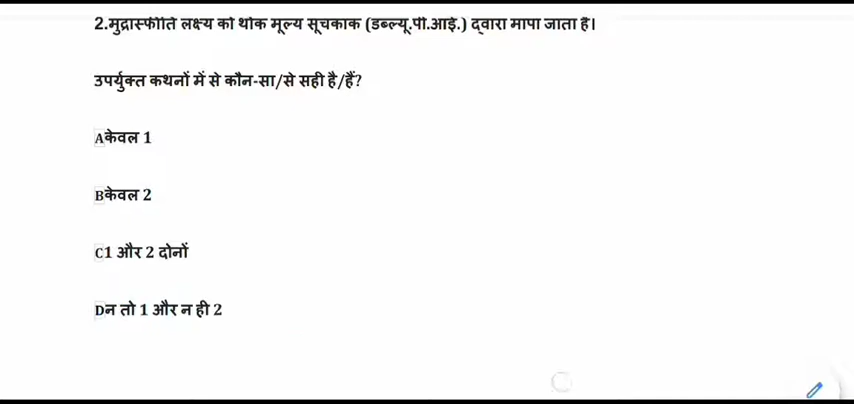 2.मुद्रास्फीति लक्ष्य को थोक मूल्य सूचकांक (डब्ल्यू.पी.आई.) द्वारा मापा जाता है।
उपर्युक्त कथनों में से कौन-सा/से सही है/हैं?
Aकेवल 1
Bकेवल 2
C1 और 2 दोनों
Dन तो 1 और न ही 2